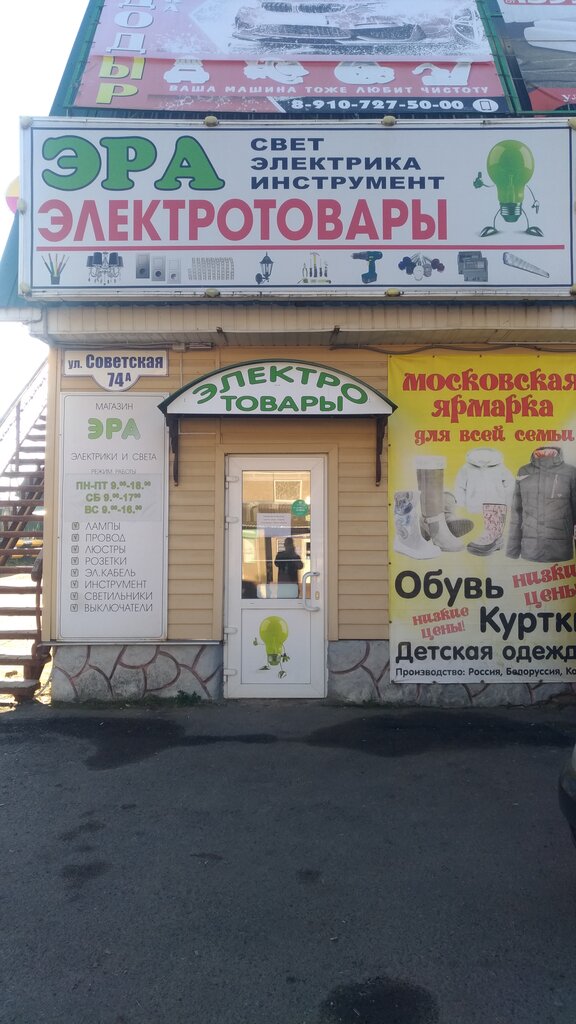 ДОДЫР
ВАША МАШИНА ТОЖЕ ЛЮБИТ ЧИСТОТУ
8-910-727-50-00
ЭРА
СВЕТ
ЭЛЕКТРИКА
ИНСТРУМЕНТ
ЭЛЕКТРОТОВАРЫ
ул. Советская
74А
ЭЛЕКТРО
ТОВАРЫ
МАГАЗИН
ЭРА
ЭЛЕКТРИКИ И СВЕТА
РЕЖИМ РАБОТЫ
ПН-ПТ 9.00-18.00
СБ 9.00-17.00
ВС 9.00-16.00
ЛАМПЫ
ПРОВОД
ЛЮСТРЫ
РОЗЕТКИ
ЭЛ.КАБЕЛЬ
ИНСТРУМЕНТ
СВЕТИЛЬНИКИ
ВЫКЛЮЧАТЕЛИ
МОСКОВСКАЯ
ЯРМАРКА
для всей семьи
Обувь
низкие цены
низкие цены!
Куртк
Детская одежд
Производство: Россия, Белоруссия, Ка